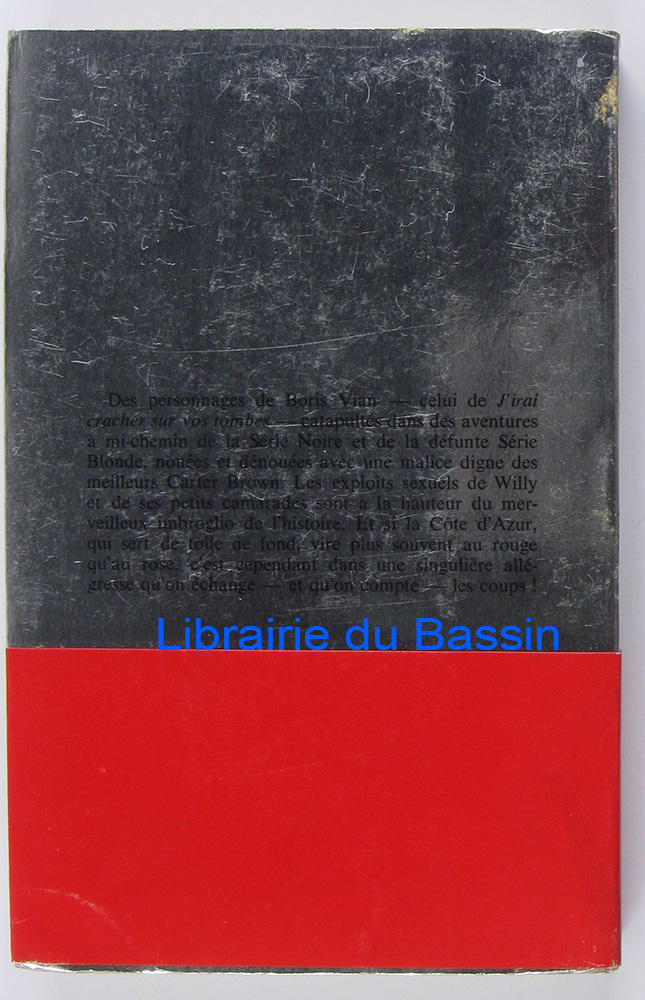 Des personnages de Boris Vian — celui de J'irai
cracher sur vos tombes — catapultés dans des aventures
à mi-chemin de la Série Noire et de la défunte Série
Blonde, nouées et dénouées avec une malice digne des
meilleurs Carter Brown. Les exploits sexuels de Willy
et de ses petits camarades sont à la hauteur du mer-
veilleux imbroglio de l'histoire. Et si la Côte d'Azur,
qui sert de toile de fond, vire plus souvent au rouge
qu'au rose, c'est cependant dans une singulière allé-
gresse qu'on échange — et qu'on compte — les coups !
Librairie du Bassin